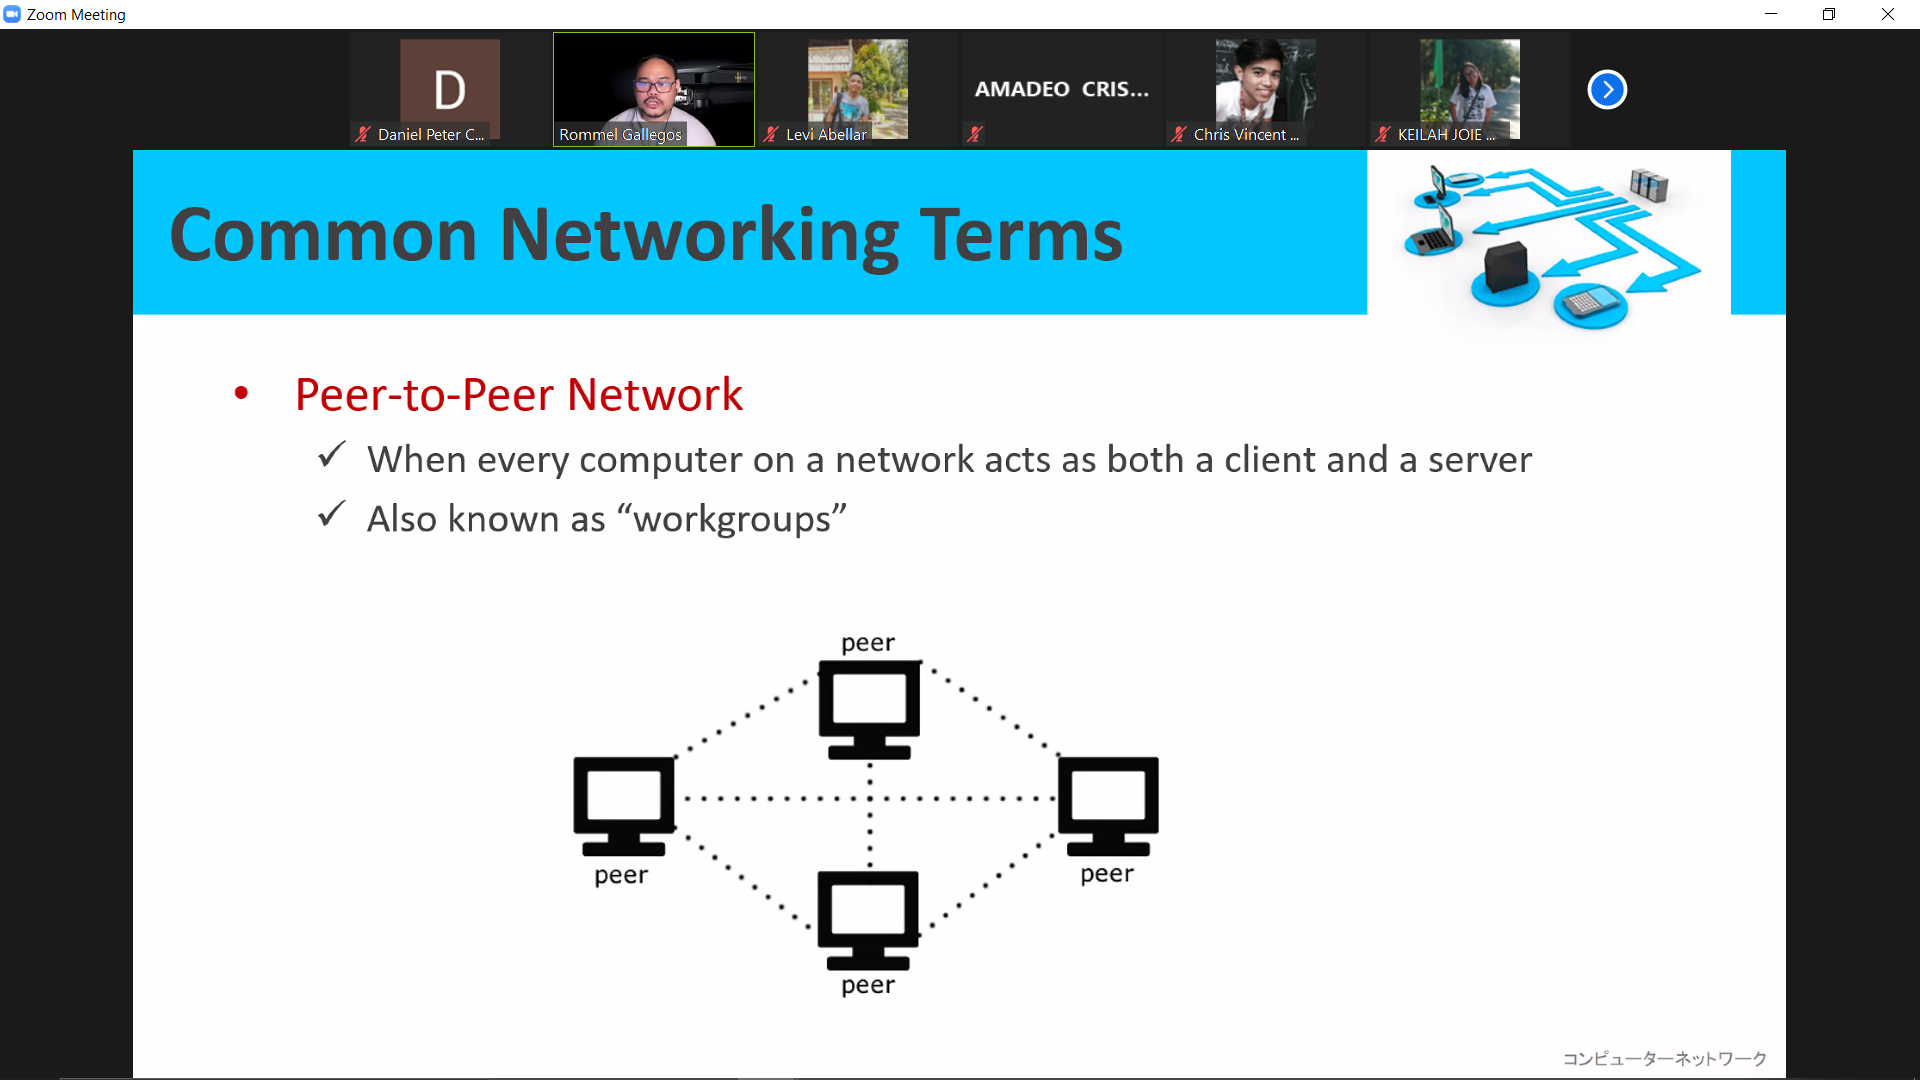 Zoom Meeting
D
AMADEO CRIS...
Daniel Peter C...
Rommel Gallegos
Levi Abellar
Chris Vincent ...
KEILAH JOIE ...
Common Networking Terms
• Peer-to-Peer Network
✓ When every computer on a network acts as both a client and a server
✓ Also known as “workgroups”
peer
peer
peer
peer
コンピューターネットワーク